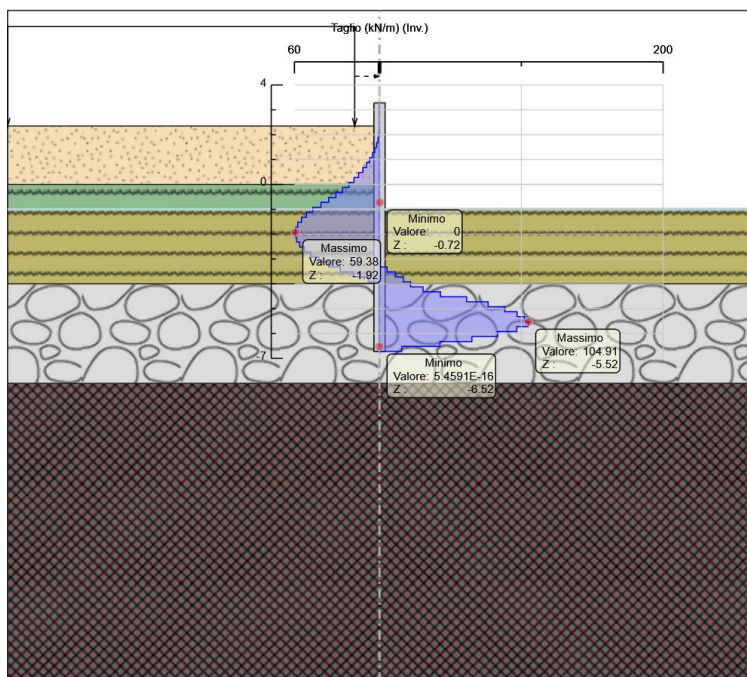 Taglio (kN/m) (Inv.)
60
200
4
0
-7
Minimo
Valore: 0
Z : -0.72
Massimo
Valore: 59.38
Z : -1.92
Massimo
Valore: 104.91
Z : -5.52
Minimo
Valore: 5.4591E-16
Z : -6.52